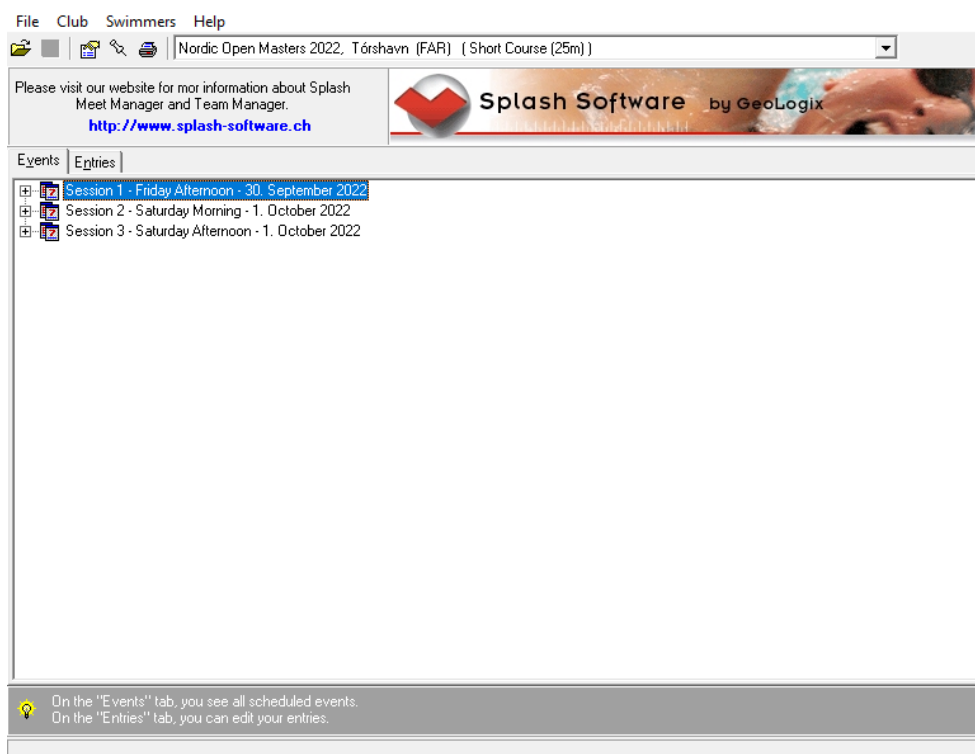 File Club Swimmers Help
Nordic Open Masters 2022, Tórshavn (FAR) ( Short Course (25m) )
Please visit our website for mor information about Splash
Meet Manager and Team Manager.
http://www.splash-software.ch
Splash Software by GeoLogix
Events Entries
Session 1 - Friday Afternoon - 30. September 2022
Session 2 - Saturday Morning - 1. October 2022
Session 3 - Saturday Afternoon - 1. October 2022
On the "Events" tab, you see all scheduled events.
On the "Entries" tab, you can edit your entries.